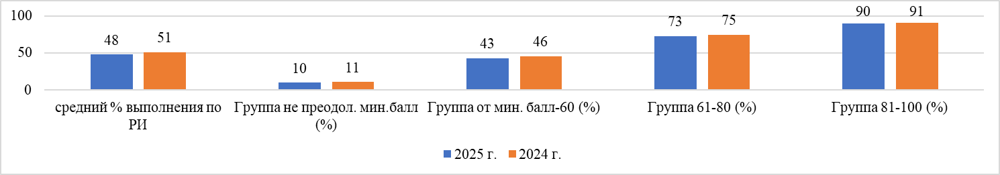 100
50
0
48
51
10
11
43
46
73
75
90
91
средний % выполнения по
РИ
Группа не преодол. мин.балл
(%)
Группа от мин. балл-60 (%)
Группа 61-80 (%)
Группа 81-100 (%)
2025 г.
2024 г.